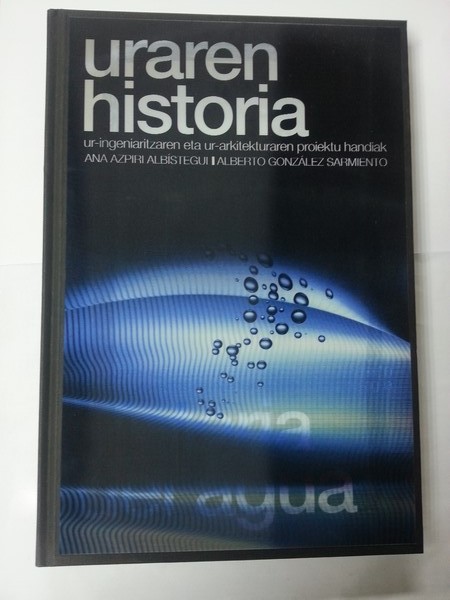 uraren
historia
ur-ingeniaritzaren eta ur-arkitekturaren proiektu handiak
ANA AZPIRI ALBÍSTEGUI | ALBERTO GONZÁLEZ SARMIENTO
agua